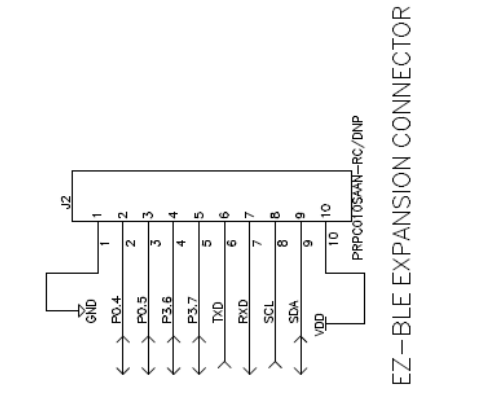 EZ-BLE EXPANSION CONNECTOR
J2
PRPC010SAAN-RC/DNP
1 2 3 4 5 6 7 8 9 10
1 2 3 4 5 6 7 8 9 10
GND
P0.4
P0.5
P3.6
P3.7
TXD
RXD
SCL
SDA
VDD